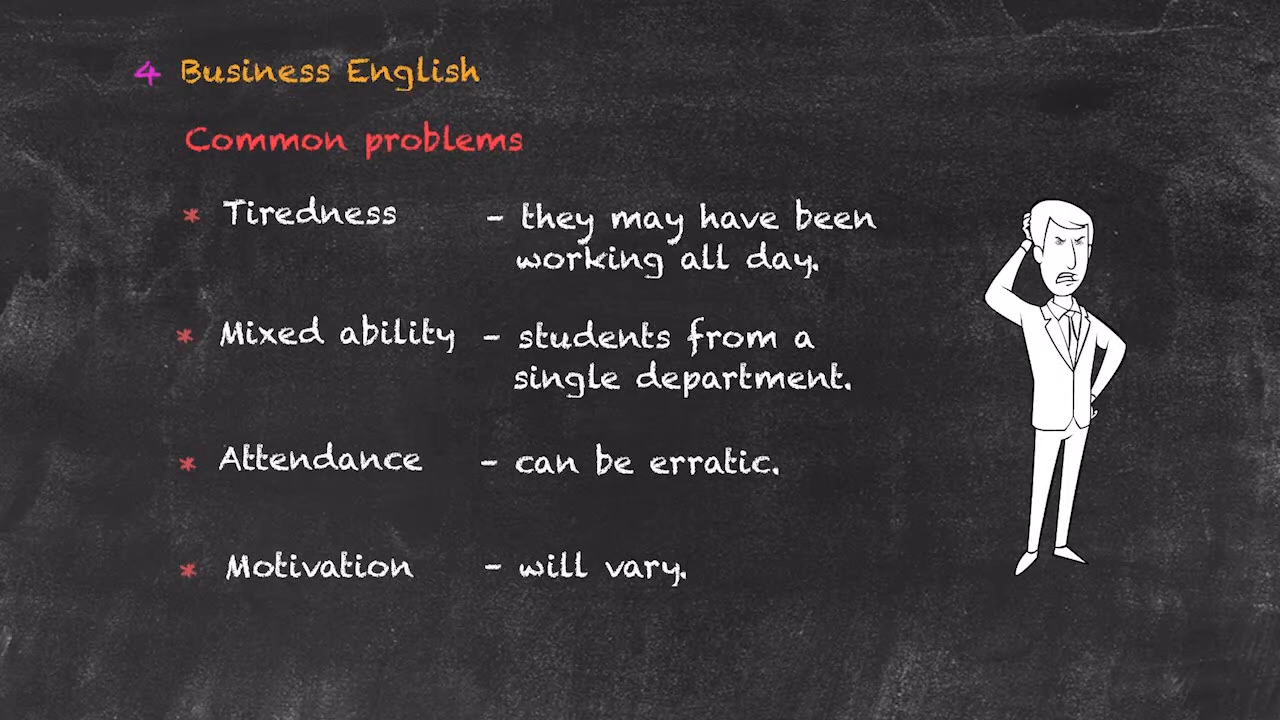 4 Business English
Common problems
* Tiredness - they may have been
working all day.
* Mixed ability - students from a
single department.
* Attendance - can be erratic.
* Motivation - will vary.